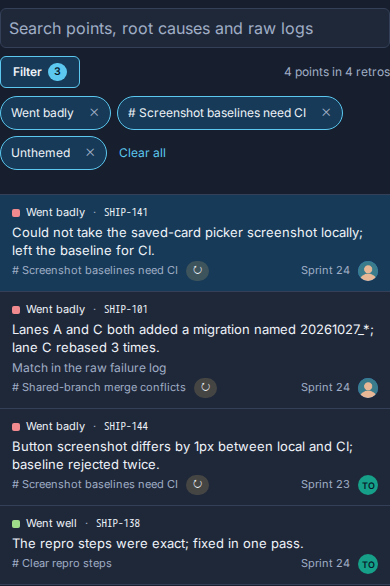 Search points, root causes and raw logs
Filter 3
4 points in 4 retros
Went badly ×
# Screenshot baselines need CI ×
Unthemed ×
Clear all
Went badly · SHIP-141
Could not take the saved-card picker screenshot locally;
left the baseline for CI.
# Screenshot baselines need CI
Sprint 24
Went badly · SHIP-101
Lanes A and C both added a migration named 20261027_*;
lane C rebased 3 times.
Match in the raw failure log
# Shared-branch merge conflicts
Sprint 24
Went badly · SHIP-144
Button screenshot differs by 1px between local and CI;
baseline rejected twice.
# Screenshot baselines need CI
Sprint 23 TO
Went well · SHIP-138
The repro steps were exact; fixed in one pass.
# Clear repro steps
Sprint 24 TO